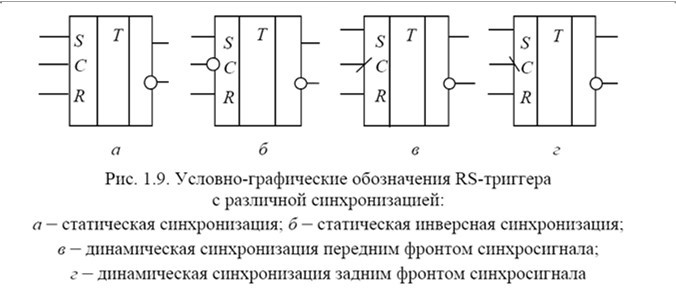 S T S T S T S T
C C C C
R R R R
а б в г
Рис. 1.9. Условно-графические обозначения RS-триггера
с различной синхронизацией:
а – статическая синхронизация; б – статическая инверсная синхронизация;
в – динамическая синхронизация передним фронтом синхросигнала;
г – динамическая синхронизация задним фронтом синхросигнала